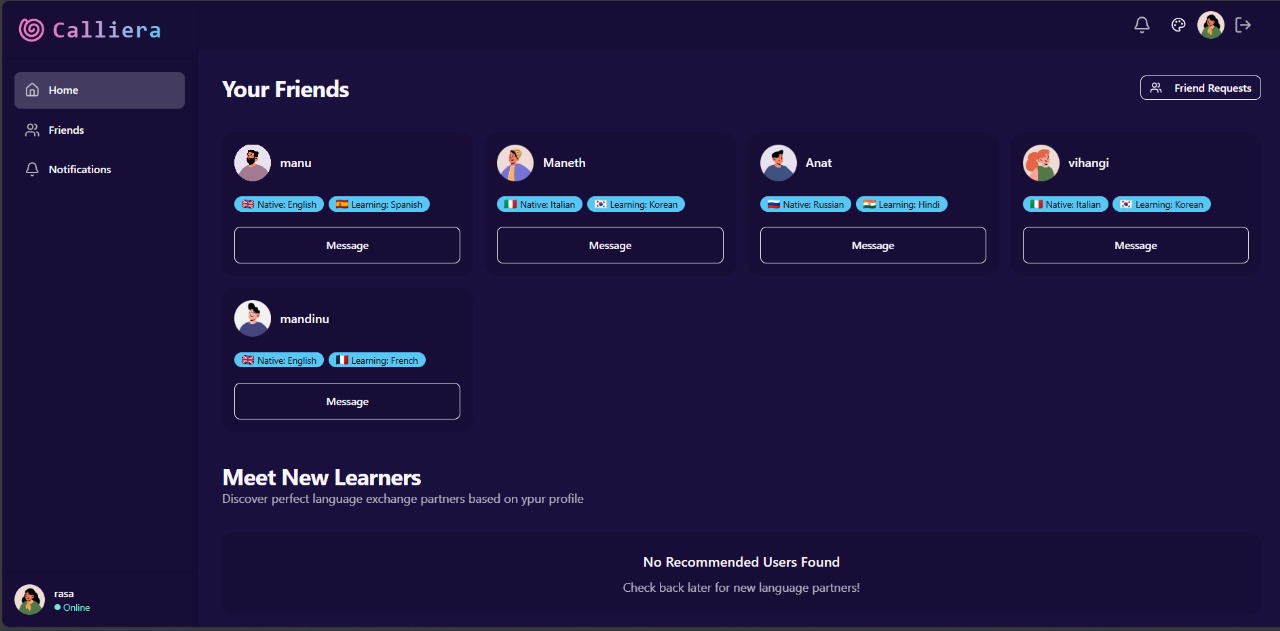 Calliera
Home
Friends
Notifications
Your Friends
Friend Requests
manu
Native: English Learning: Spanish
Message
Maneth
Native: Italian Learning: Korean
Message
Anat
Native: Russian Learning: Hindi
Message
vihangi
Native: Italian Learning: Korean
Message
mandinu
Native: English Learning: French
Message
Meet New Learners
Discover perfect language exchange partners based on ypur profile
No Recommended Users Found
Check back later for new language partners!
rasa
Online